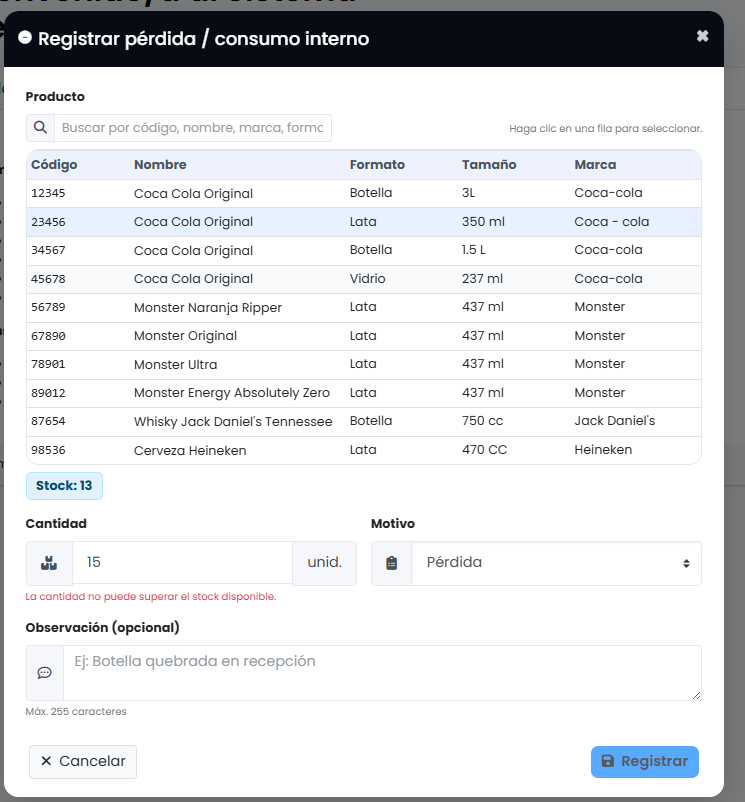 Registrar pérdida / consumo interno
Producto
Buscar por código, nombre, marca, forma
Haga clic en una fila para seleccionar.
Código Nombre Formato Tamaño Marca
12345 Coca Cola Original Botella 3L Coca-cola
23456 Coca Cola Original Lata 350 ml Coca - cola
34567 Coca Cola Original Botella 1.5 L Coca-cola
45678 Coca Cola Original Vidrio 237 ml Coca-cola
56789 Monster Naranja Ripper Lata 437 ml Monster
67890 Monster Original Lata 437 ml Monster
78901 Monster Ultra Lata 437 ml Monster
89012 Monster Energy Absolutely Zero Lata 437 ml Monster
87654 Whisky Jack Daniel's Tennessee Botella 750 cc Jack Daniel's
98536 Cerveza Heineken Lata 470 CC Heineken
Stock: 13
Cantidad Motivo
15 unid. Pérdida
La cantidad no puede superar el stock disponible.
Observación (opcional)
Ej: Botella quebrada en recepción
Máx. 255 caracteres
Cancelar Registrar